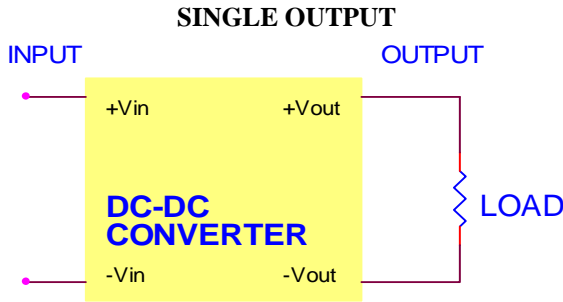 SINGLE OUTPUT
INPUT
OUTPUT
+Vin
+Vout
DC-DC
CONVERTER
LOAD
-Vin
-Vout